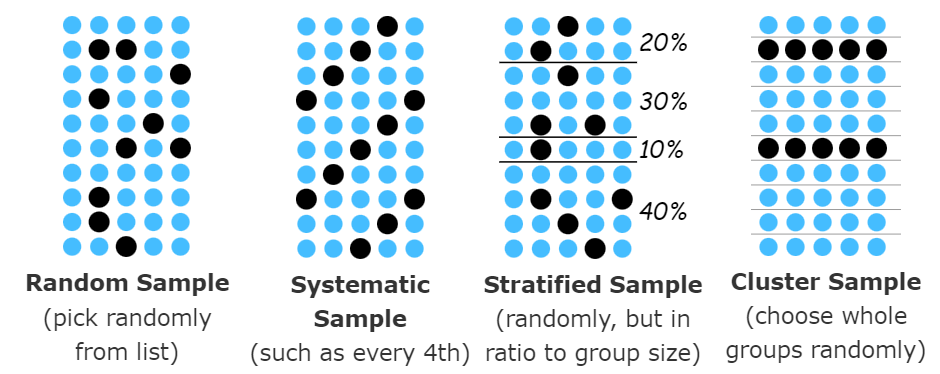 20%
30%
10%
40%
Random Sample
(pick randomly
from list)
Systematic
Sample
(such as every 4th)
Stratified Sample
(randomly, but in
ratio to group size)
Cluster Sample
(choose whole
groups randomly)